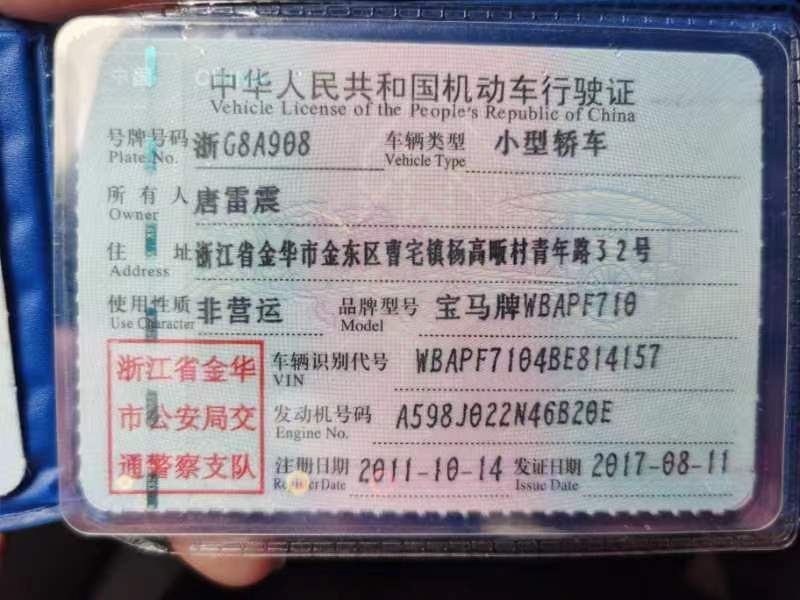 中华人民共和国机动车行驶证
Vehicle License of the People's Republic of China
号牌号码 浙G8A908 车辆类型 小型轿车
Plate No. Vehicle Type
所有人 唐雷震
Owner
住址 浙江省金华市金东区曹宅镇杨高畈村青年路32号
Address
使用性质 非营运 品牌型号 宝马牌WBAPF710
Use Character Model
浙江省金华
市公安局交
通警察支队
车辆识别代号 WBAPF7104BE814157
VIN
发动机号码 A598J022N46B20E
Engine No.
注册日期 2011-10-14 发证日期 2017-08-11
Register Date Issue Date